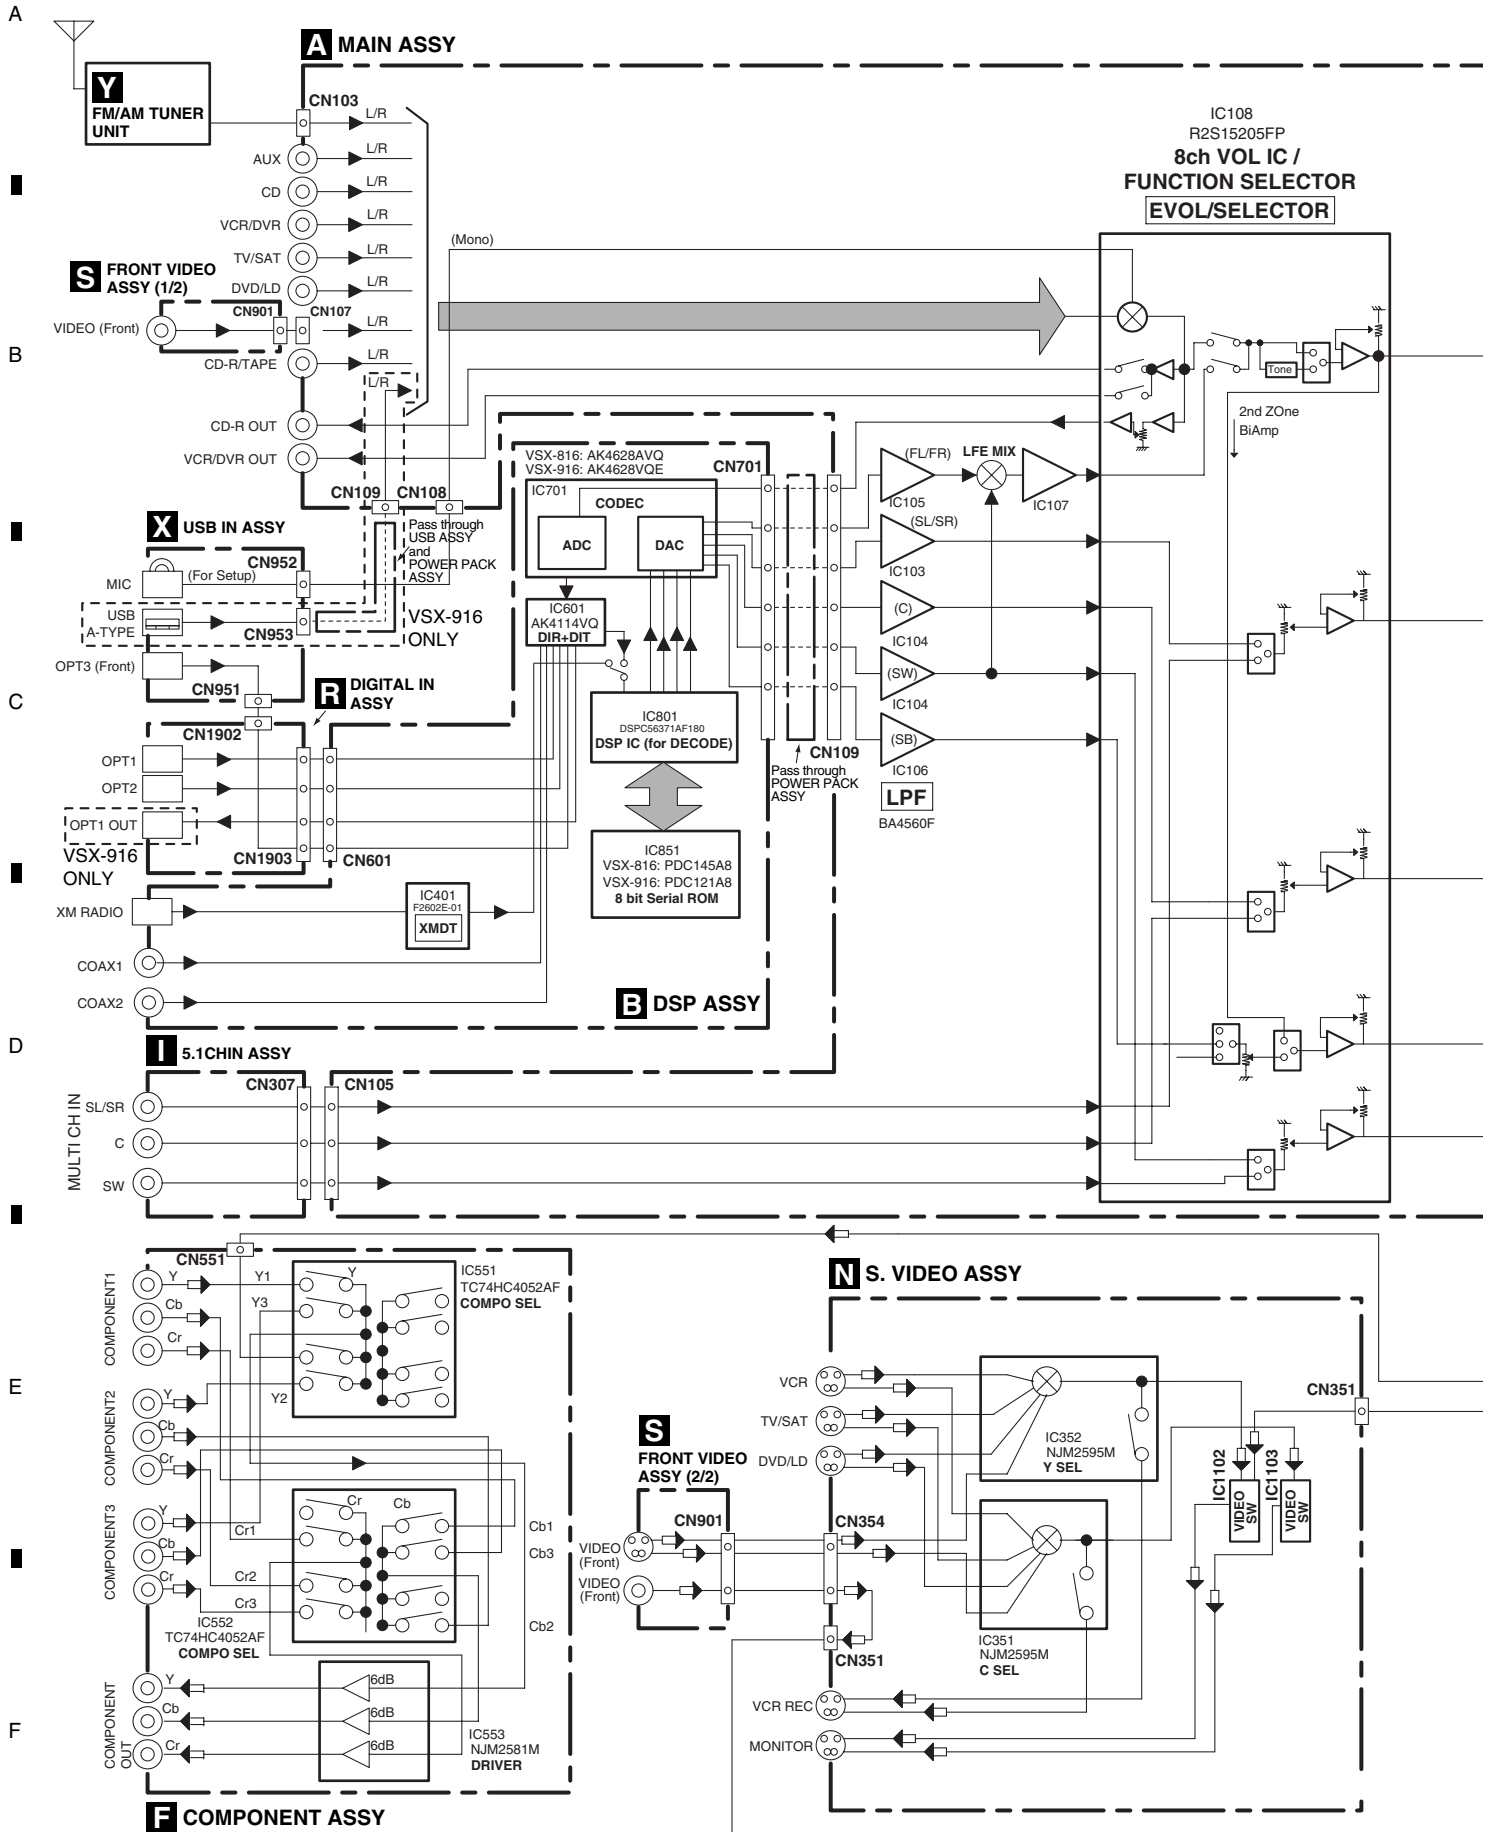 A
A MAIN ASSY
Y
FM/AM TUNER
UNIT
CN103
L/R
AUX
L/R
CD
L/R
VCR/DVR
L/R
TV/SAT
L/R
DVD/LD
L/R
IC108
R2S15205FP
8ch VOL IC /
FUNCTION SELECTOR
EVOL/SELECTOR
(Mono)
S FRONT VIDEO
ASSY (1/2)
CN901
CN107
VIDEO (Front)
L/R
B
CD-R/TAPE
L/R
L/R
Tone
2nd ZOne
BiAmp
CD-R OUT
VCR/DVR OUT
CN109
CN108
VSX-816: AK4628AVQ
VSX-916: AK4628VQE
CN701
IC701
CODEC
ADC
DAC
(FL/FR)
LFE MIX
IC105
IC107
(SL/SR)
IC103
(C)
IC104
(SW)
IC104
(SB)
IC106
LPF
BA4560F
X USB IN ASSY
Pass through
USB ASSY
and
POWER PACK
ASSY
CN952
MIC
(For Setup)
USB
A-TYPE
CN953
VSX-916
ONLY
IC601
AK4114VQ
DIR+DIT
OPT3 (Front)
CN951
C
R DIGITAL IN
ASSY
CN1902
IC801
DSPC56371AF180
DSP IC (for DECODE)
CN109
Pass through
POWER PACK
ASSY
OPT1
OPT2
OPT1 OUT
VSX-916
ONLY
CN1903
CN601
IC851
VSX-816: PDC145A8
VSX-916: PDC121A8
8 bit Serial ROM
XM RADIO
IC401
F2602E-01
XMDT
COAX1
COAX2
B DSP ASSY
D
I 5.1CHIN ASSY
CN307
CN105
MULTI CH IN
SL/SR
C
SW
CN551
COMPONENT1
Y
Cb
Cr
Y1
Y3
Y
Y2
IC551
TC74HC4052AF
COMPO SEL
N S. VIDEO ASSY
E
COMPONENT2
Y
Cb
Cr
VCR
TV/SAT
DVD/LD
IC352
NJM2595M
Y SEL
CN351
IC1102
VIDEO
SW
IC1103
VIDEO
SW
S
FRONT VIDEO
ASSY (2/2)
CN901
CN354
VIDEO
(Front)
VIDEO
(Front)
COMPONENT3
Y
Cb
Cr
Cr
Cb
Cr1
Cr2
Cr3
Cb1
Cb3
Cb2
IC552
TC74HC4052AF
COMPO SEL
IC351
NJM2595M
C SEL
CN351
VCR REC
MONITOR
F
COMPONENT
OUT
Y
Cb
Cr
6dB
6dB
6dB
IC553
NJM2581M
DRIVER
F COMPONENT ASSY